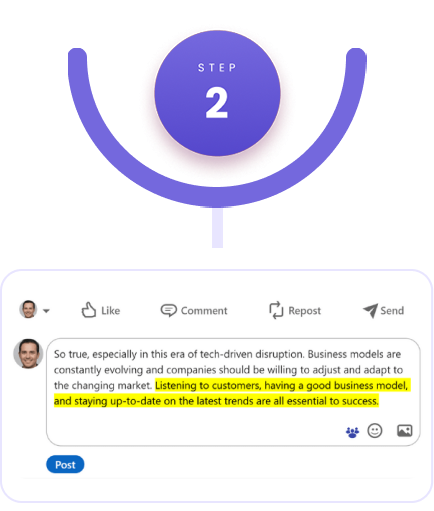 STEP
2
Like Comment Repost Send
So true, especially in this era of tech-driven disruption. Business models are
constantly evolving and companies should be willing to adjust and adapt to
the changing market. Listening to customers, having a good business model,
and staying up-to-date on the latest trends are all essential to success.
Post